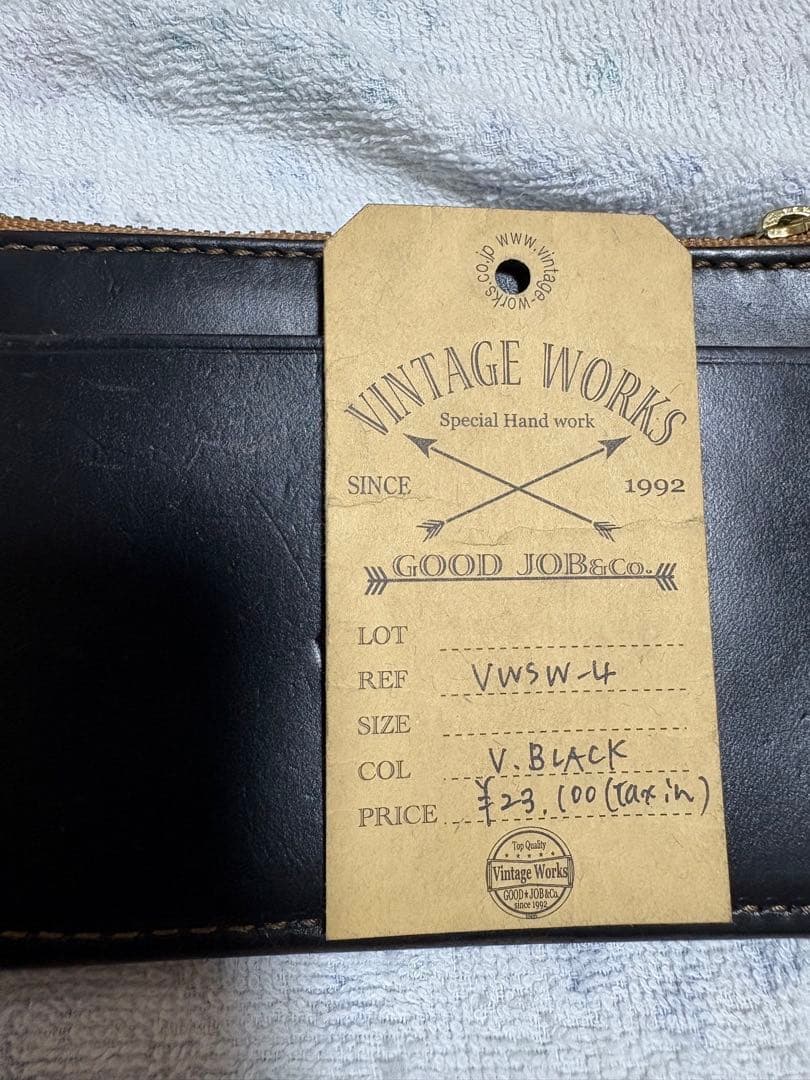 www.vintage-works.co.jp
VINTAGE WORKS
Special Hand work
SINCE 1992
GOOD JOB&Co.
LOT
REF VWSW-4
SIZE
COL V.BLACK
PRICE ¥23,100(tax in)
Top Quality
Vintage Works
GOOD★JOB&Co.
since 1992